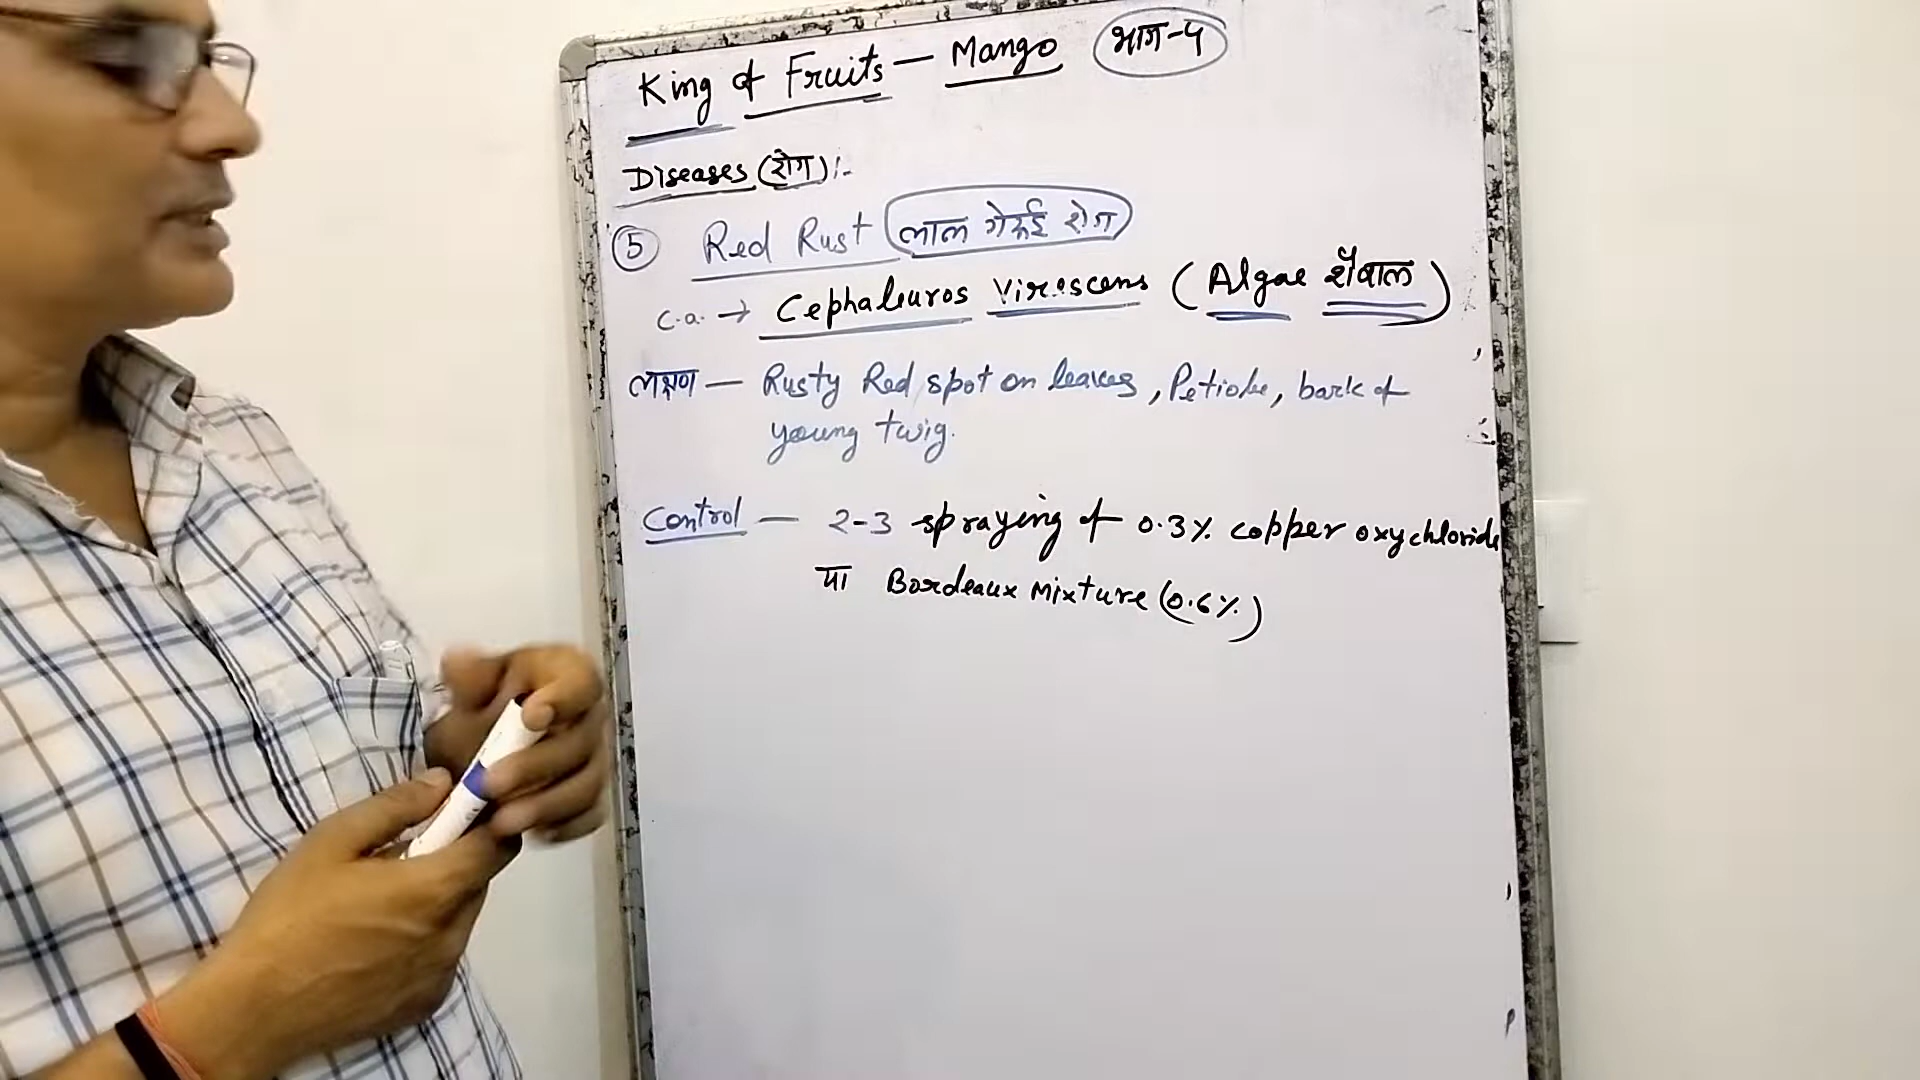 King of Fruits — Mango भाग-5
Diseases (रोग):-
⑤ Red Rust लाल गेरूई रोग
C.a. → Cephaleuros Virescens (Algae शैवाल)
लक्षण — Rusty Red spot on leaves, Petiole, bark of
young twig.
Control — 2-3 spraying of 0.3% copper oxychloride
या Bordeaux Mixture (0.6%)